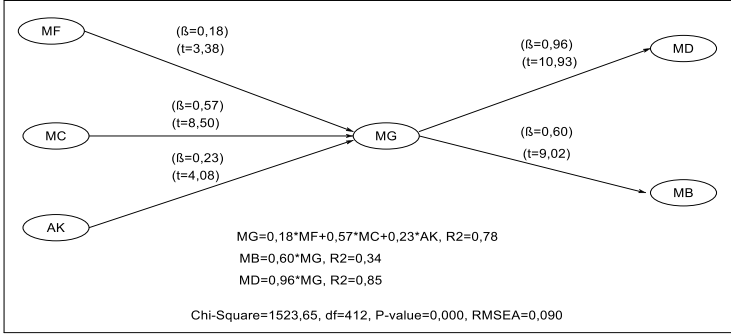 MF
(ß=0,18)
(t=3,38)
(ß=0,96)
(t=10,93)
MD
MC
(ß=0,57)
(t=8,50)
MG
(ß=0,60)
(t=9,02)
(ß=0,23)
(t=4,08)
MB
AK
MG=0,18*MF+0,57*MC+0,23*AK, R2=0,78
MB=0,60*MG, R2=0,34
MD=0,96*MG, R2=0,85
Chi-Square=1523,65, df=412, P-value=0,000, RMSEA=0,090